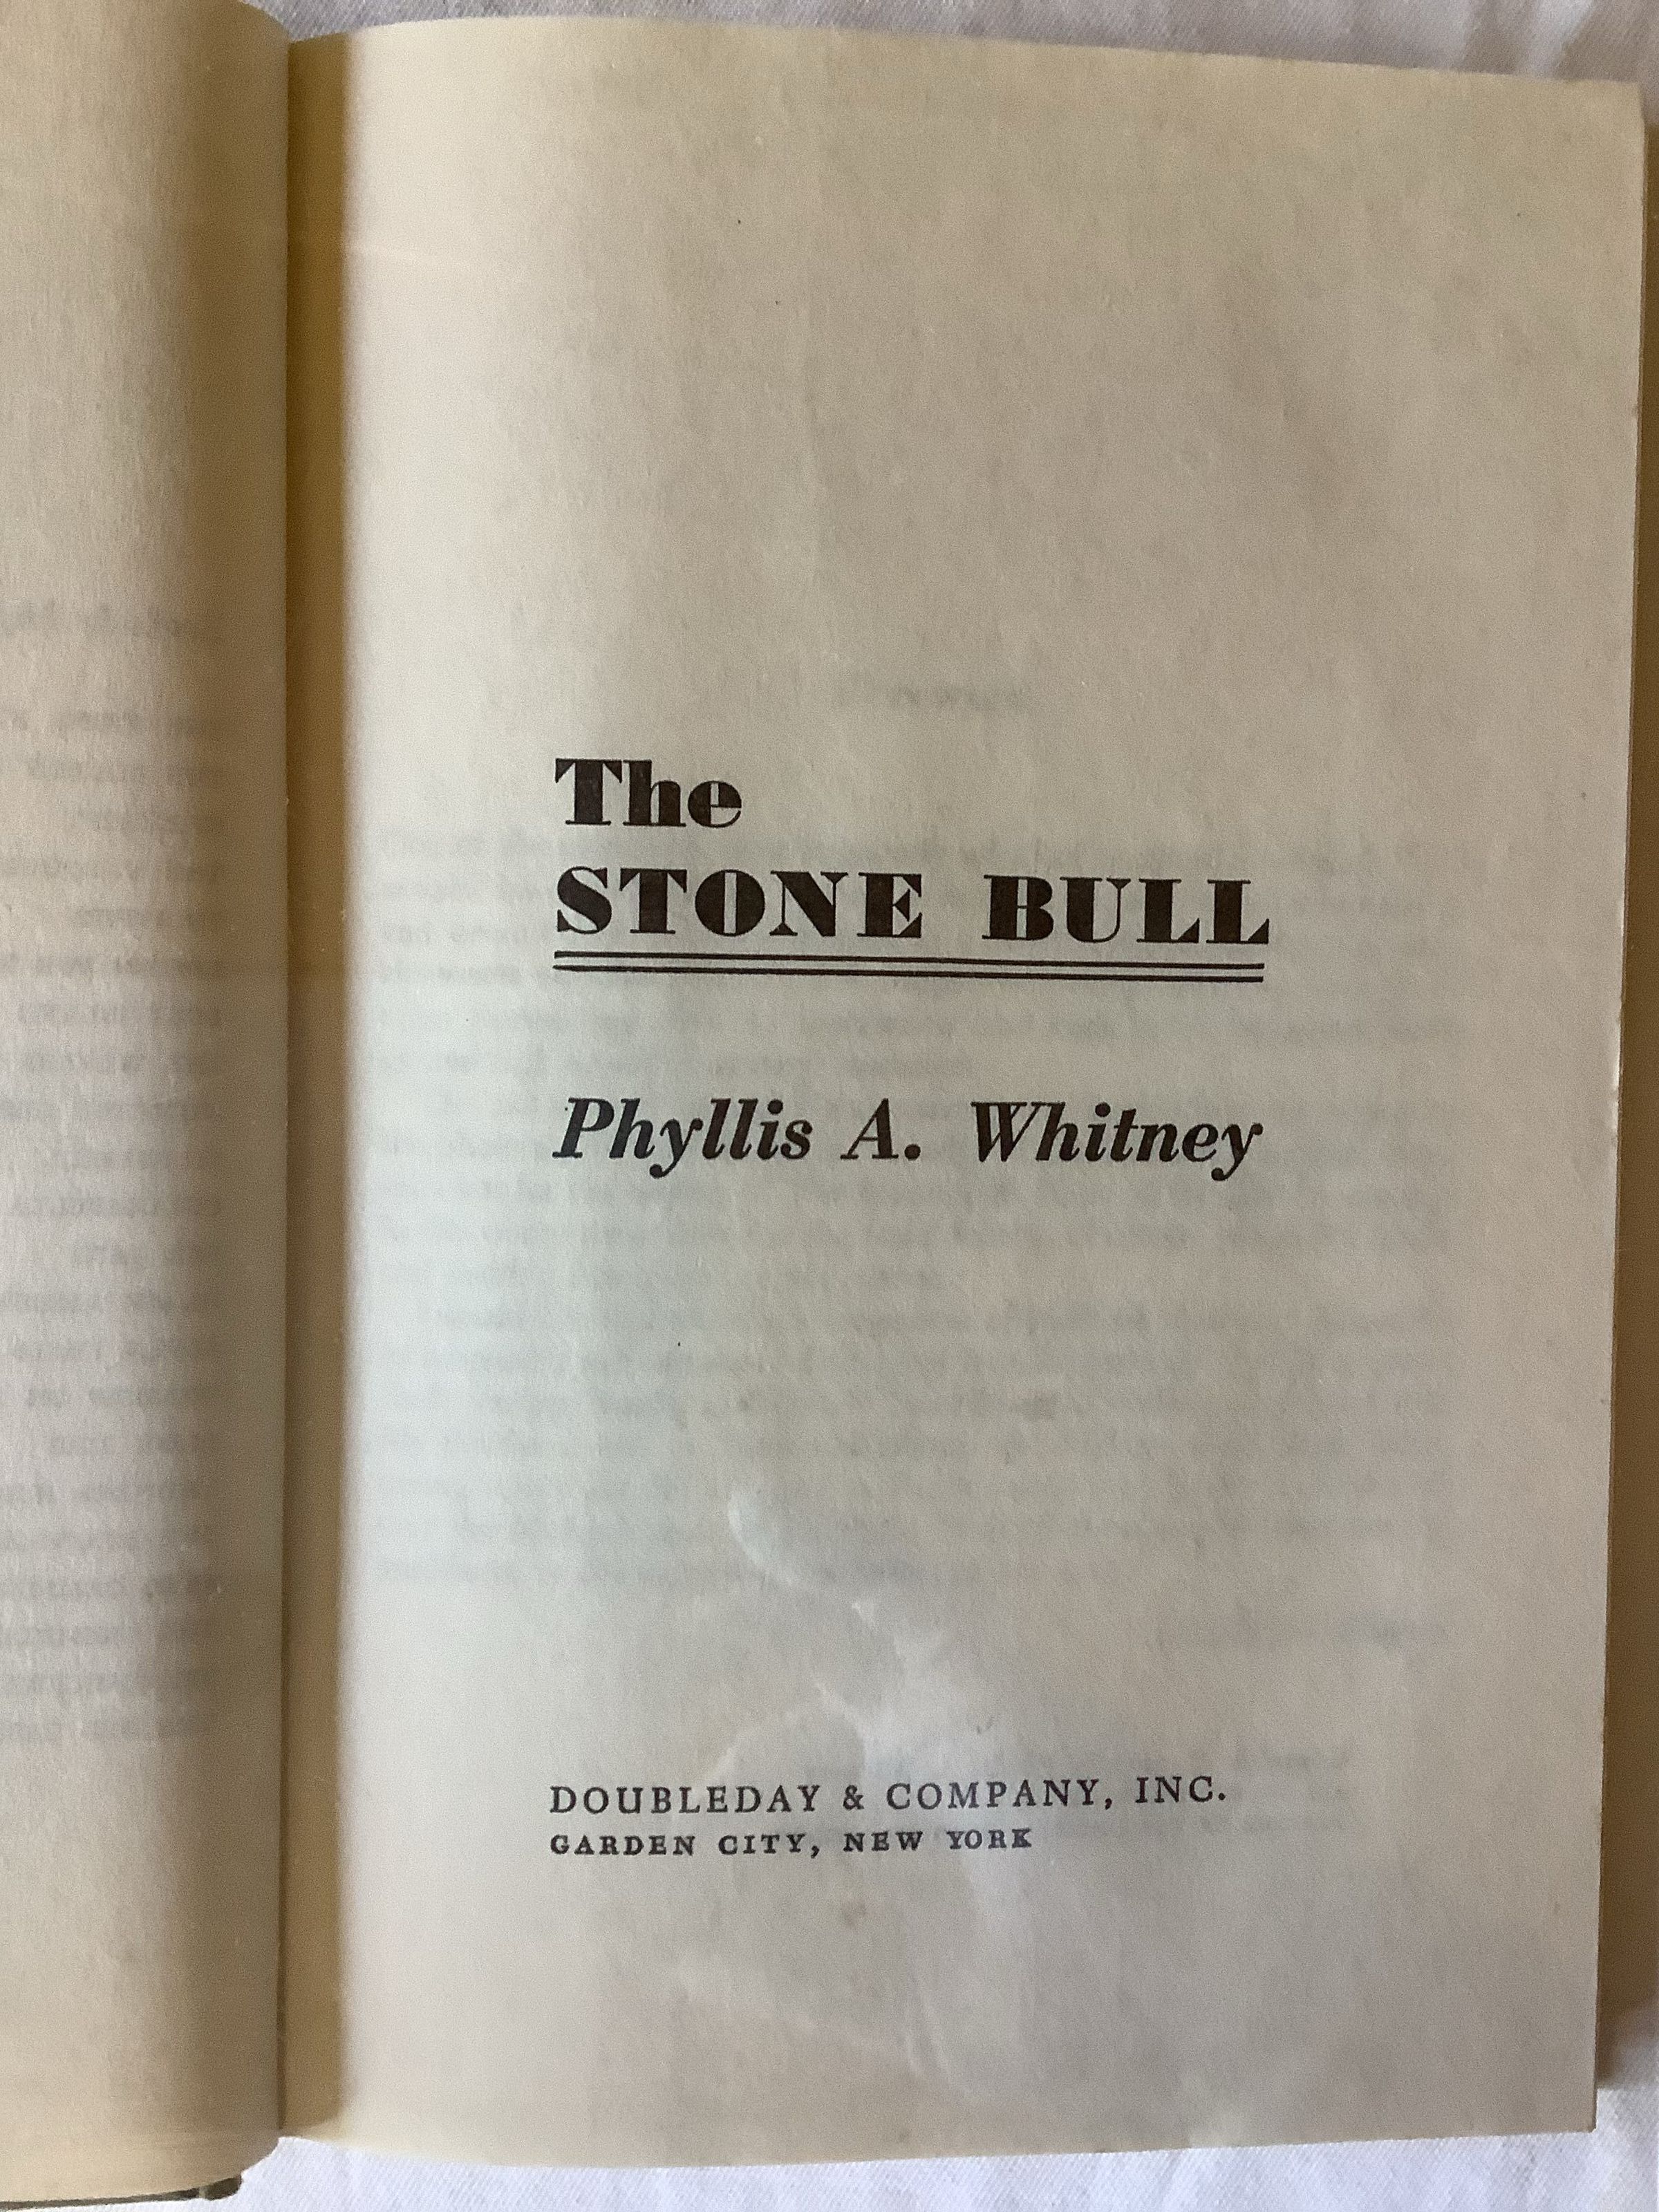 The
STONE BULL
Phyllis A. Whitney
DOUBLEDAY & COMPANY, INC.
GARDEN CITY, NEW YORK